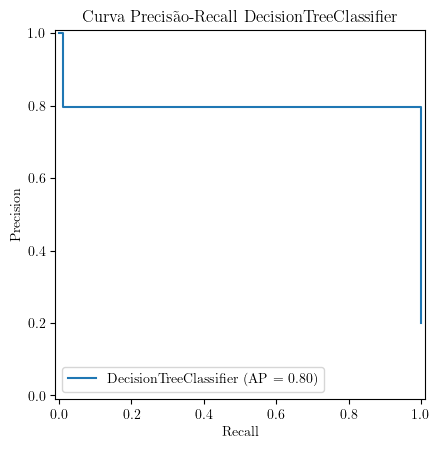 Curva Precisão-Recall DecisionTreeClassifier
1.0
0.8
0.6
0.4
0.2
0.0
Precision
DecisionTreeClassifier (AP = 0.80)
0.0 0.2 0.4 0.6 0.8 1.0
Recall